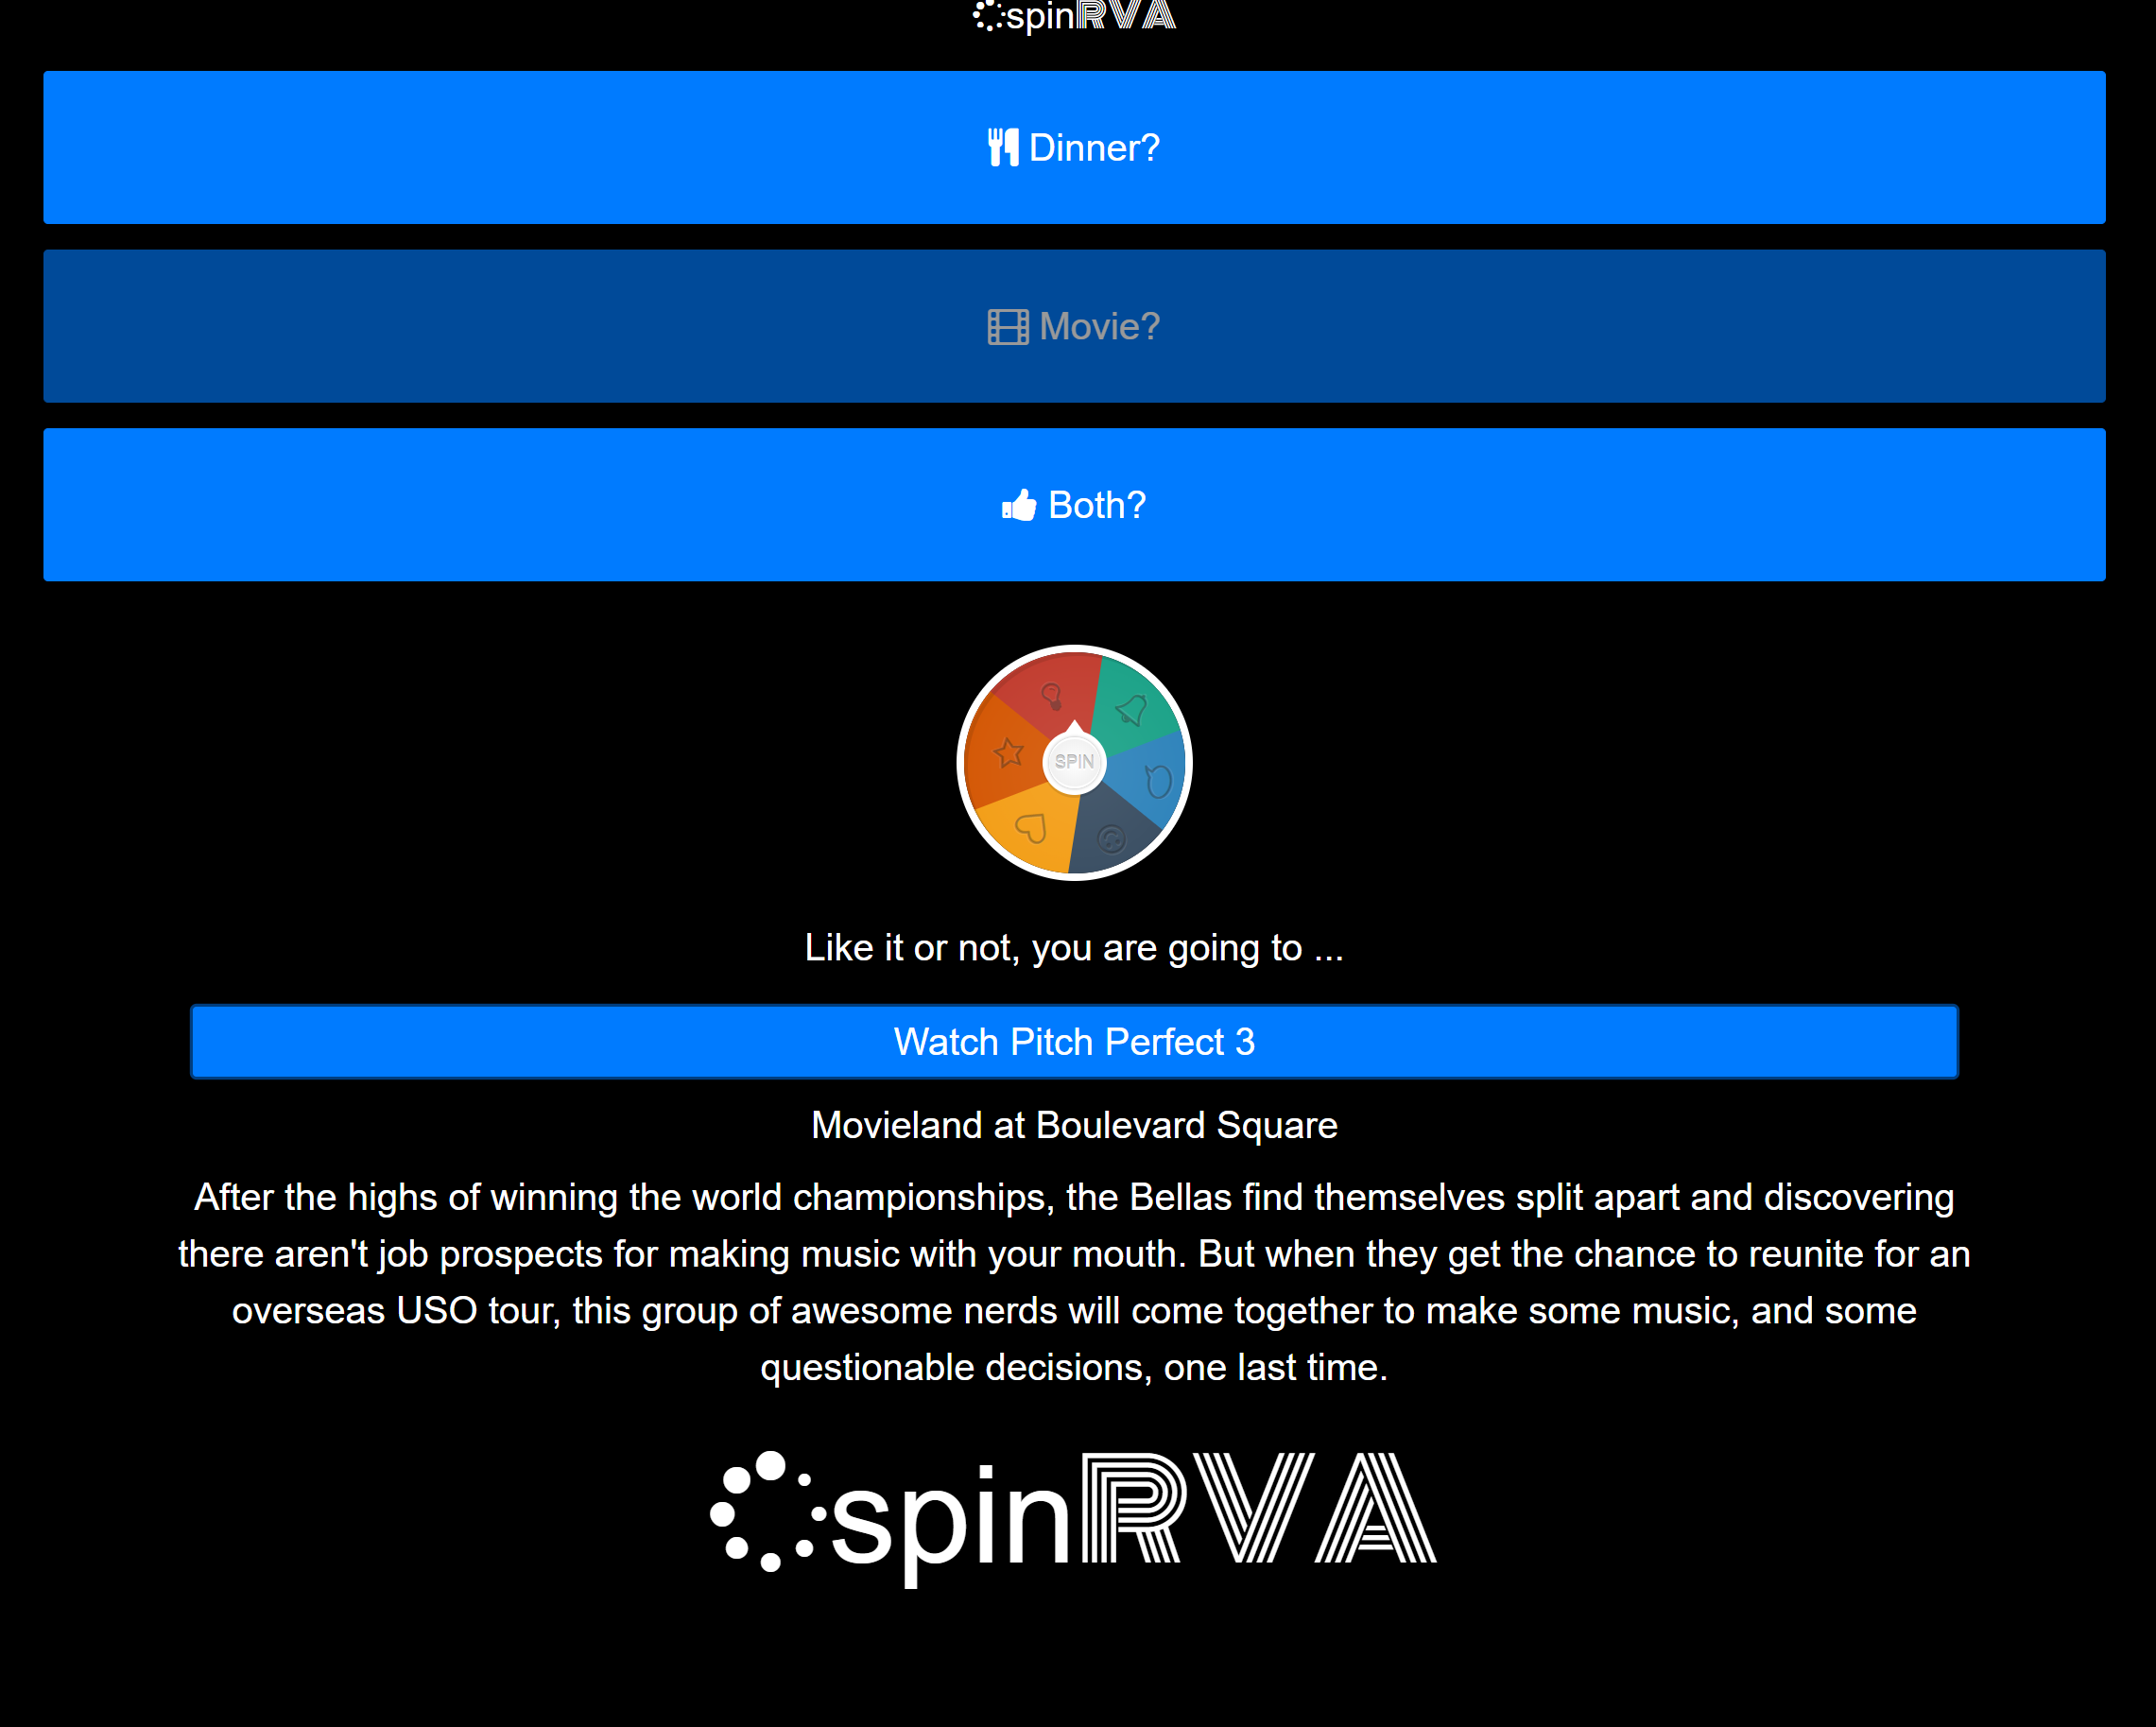 spinRVA
Dinner?
Movie?
Both?
SPIN
Like it or not, you are going to ...
Watch Pitch Perfect 3
Movieland at Boulevard Square
After the highs of winning the world championships, the Bellas find themselves split apart and discovering
there aren't job prospects for making music with your mouth. But when they get the chance to reunite for an
overseas USO tour, this group of awesome nerds will come together to make some music, and some
questionable decisions, one last time.
spinRVA